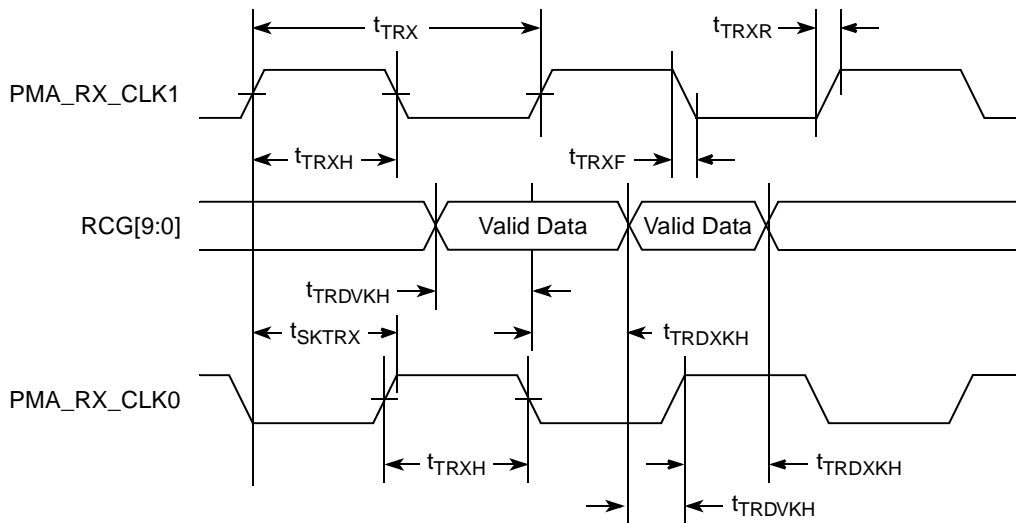 tTRX
tTRXR
PMA_RX_CLK1
tTRXH
tTRXF
RCG[9:0]
Valid Data
Valid Data
tTRDVKH
tSKTRX
tTRDXKH
PMA_RX_CLK0
tTRXH
tTRDXKH
tTRDVKH